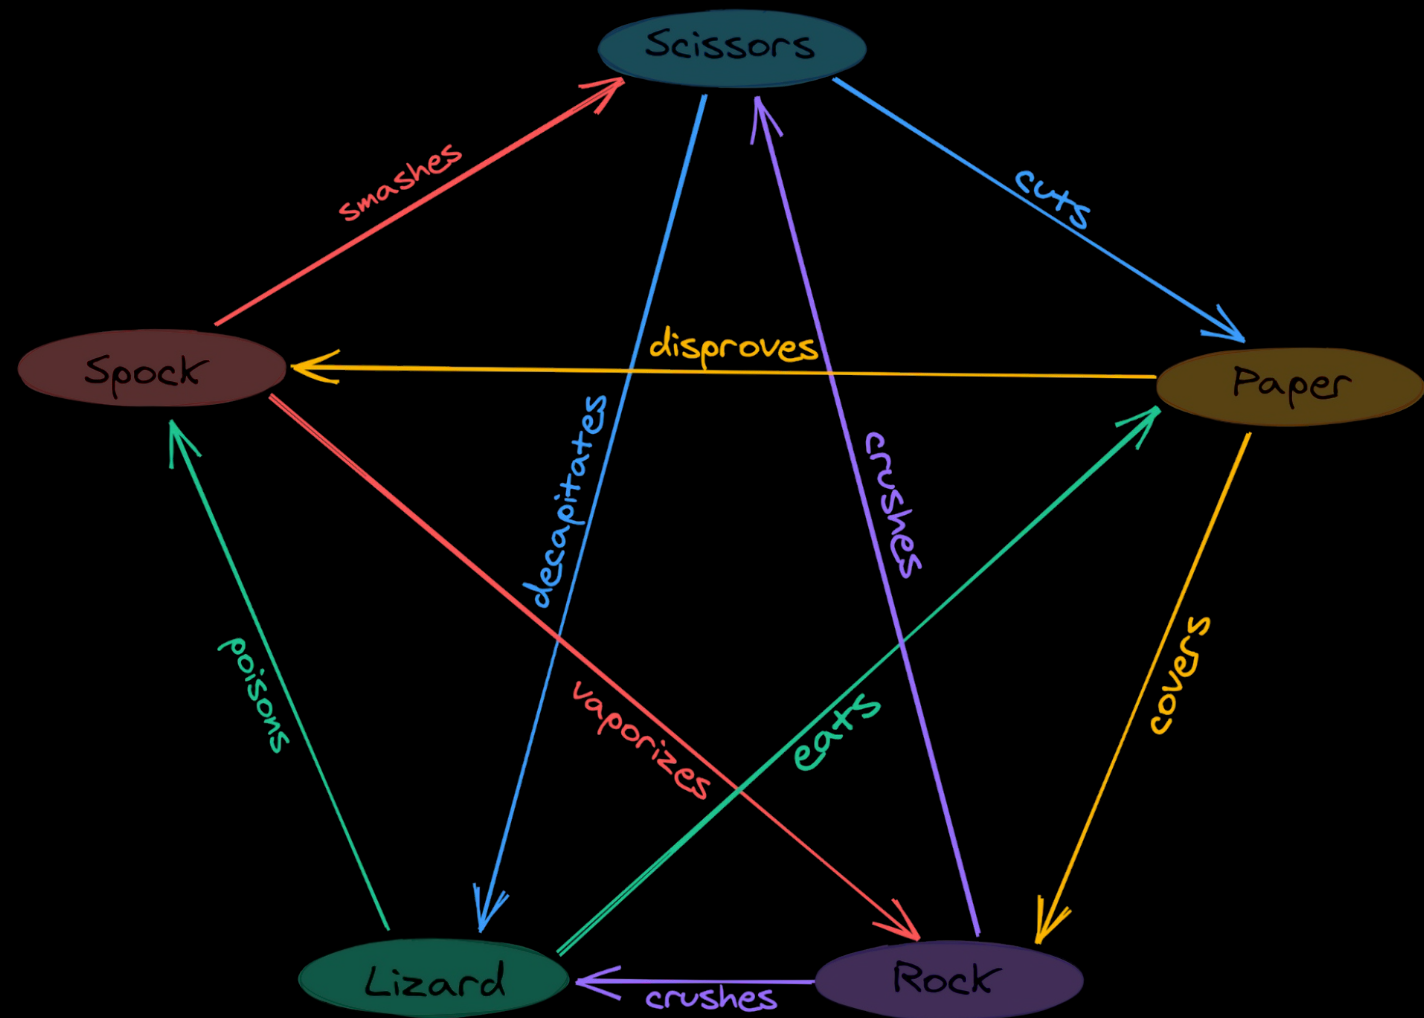 Scissors
smashes
cuts
disproves
Spock
Paper
decapitates
crushes
poisons
vaporizes
eats
covers
Lizard
crushes
Rock